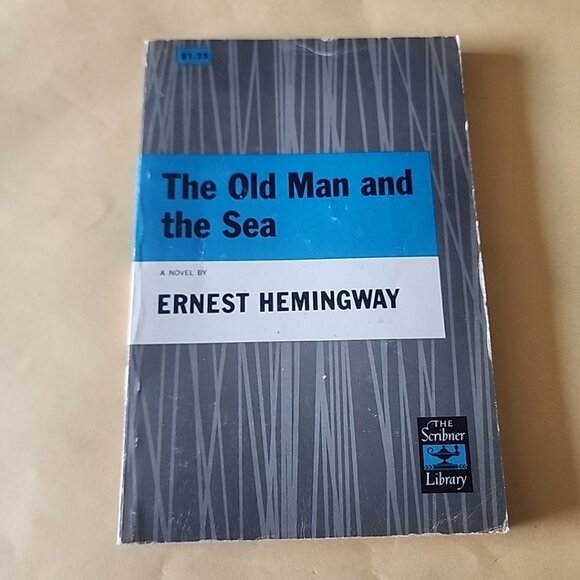 $1.25
The Old Man and
the Sea
A NOVEL BY
ERNEST HEMINGWAY
THE
Scribner
Library